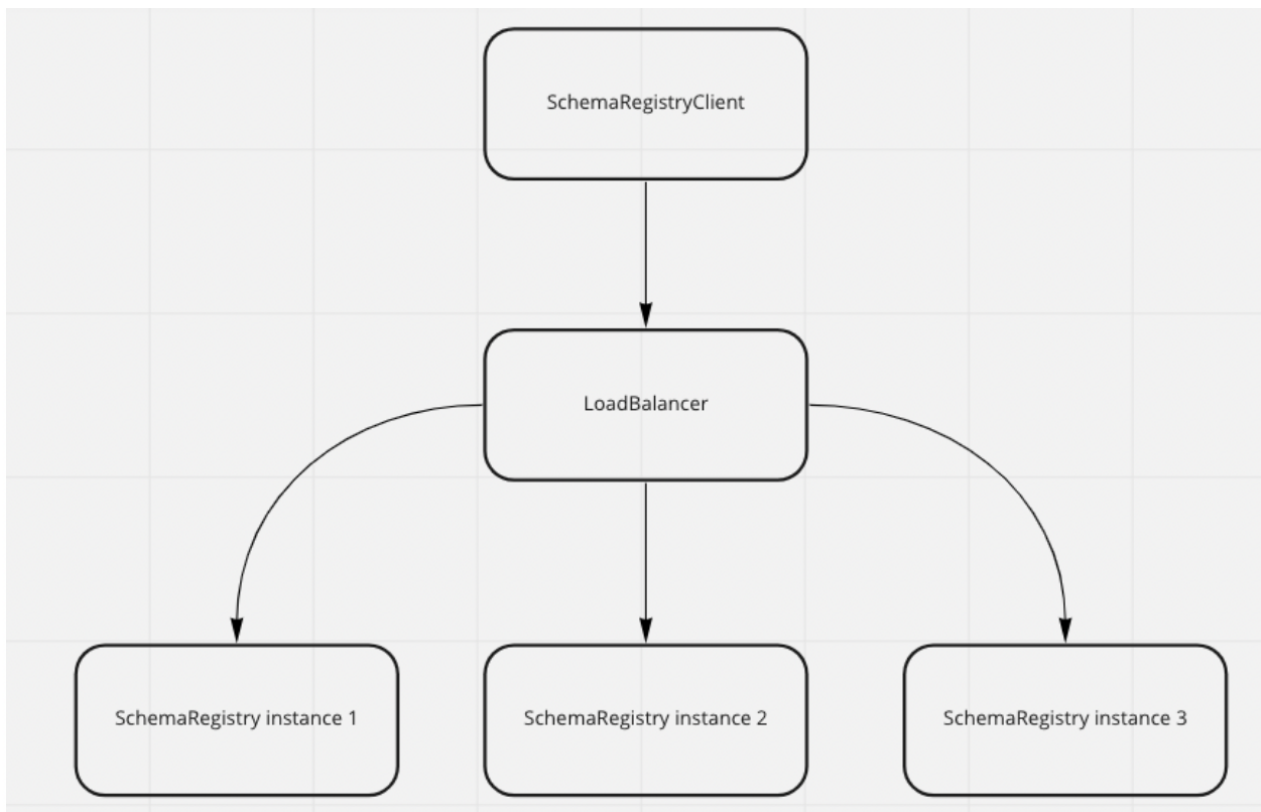 SchemaRegistryClient
LoadBalancer
SchemaRegistry instance 1
SchemaRegistry instance 2
SchemaRegistry instance 3